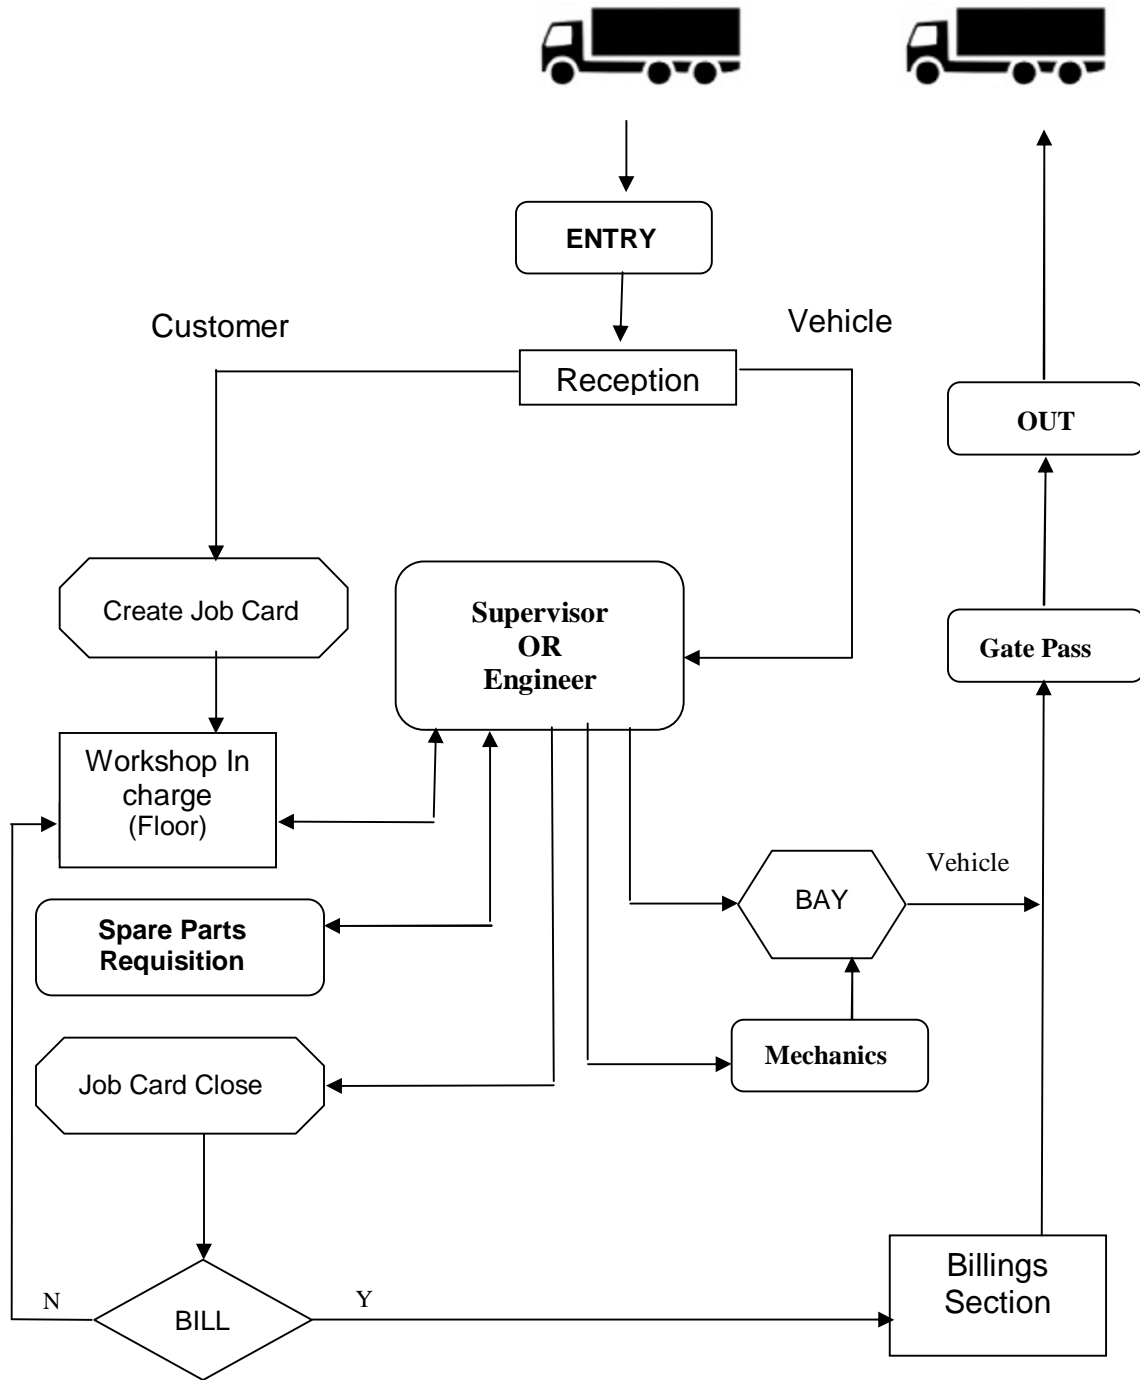 ENTRY
Customer
Vehicle
Reception
OUT
Create Job Card
Supervisor
OR
Engineer
Gate Pass
Workshop In
charge
(Floor)
Vehicle
BAY
Spare Parts
Requisition
Mechanics
Job Card Close
Billings
Section
N
BILL
Y